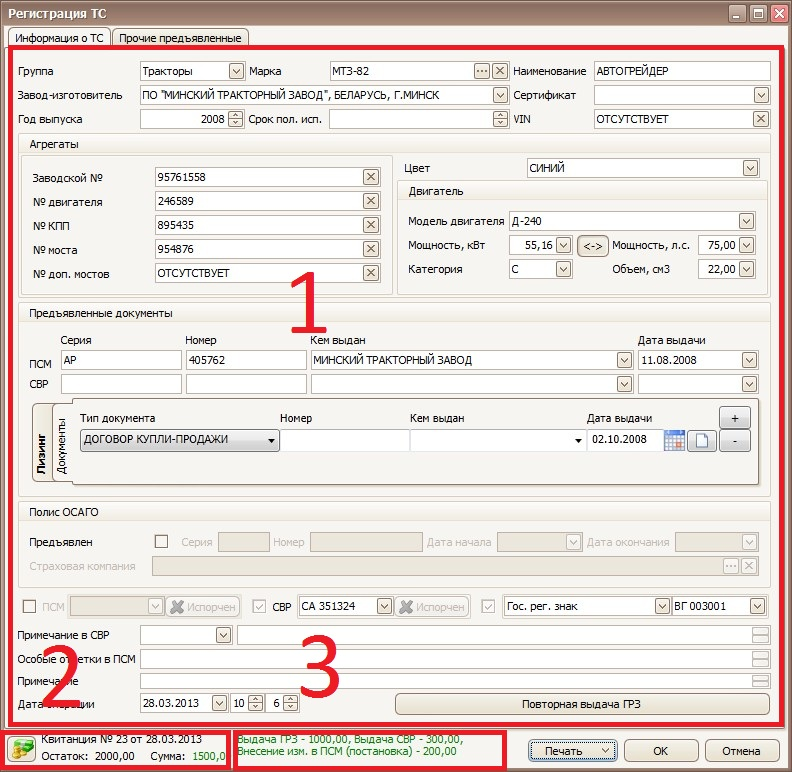 Регистрация ТС
Информация о ТС Прочие предъявленные
Группа Тракторы Марка МТЗ-82 ... Наименование АВТОГРЕЙДЕР
Завод-изготовитель ПО "МИНСКИЙ ТРАКТОРНЫЙ ЗАВОД", БЕЛАРУСЬ, Г.МИНСК Сертификат
Год выпуска 2008 Срок пол. исп. VIN ОТСУТСТВУЕТ
Агрегаты
Заводской № 95761558 Цвет СИНИЙ
№ двигателя 246589 Двигатель
№ КПП 895435 Модель двигателя Д-240
№ моста 954876 Мощность, кВт 55,16 <-> Мощность, л.с. 75,00
№ доп. мостов ОТСУТСТВУЕТ Категория С Объем, см3 22,00
1
Предъявленные документы
Серия Номер Кем выдан Дата выдачи
ПСМ АР 405762 МИНСКИЙ ТРАКТОРНЫЙ ЗАВОД 11.08.2008
СВР
Лизинг Документы
Тип документа Номер Кем выдан Дата выдачи +
ДОГОВОР КУПЛИ-ПРОДАЖИ 02.10.2008 -
Полис ОСАГО
Предъявлен Серия Номер Дата начала Дата окончания
Страховая компания ...
ПСМ Испорчен СВР СА 351324 Испорчен Гос. рег. знак ВГ 003001
Примечание в СВР
Особые отметки в ПСМ
Примечание
2 3
Дата операции 28.03.2013 10 6 Повторная выдача ГРЗ
Квитанция № 23 от 28.03.2013 Выдача ГРЗ - 1000,00, Выдача СВР - 300,00,
Остаток: 2000,00 Сумма: 1500,0 Внесение изм. в ПСМ (постановка) - 200,00
Печать ОК Отмена